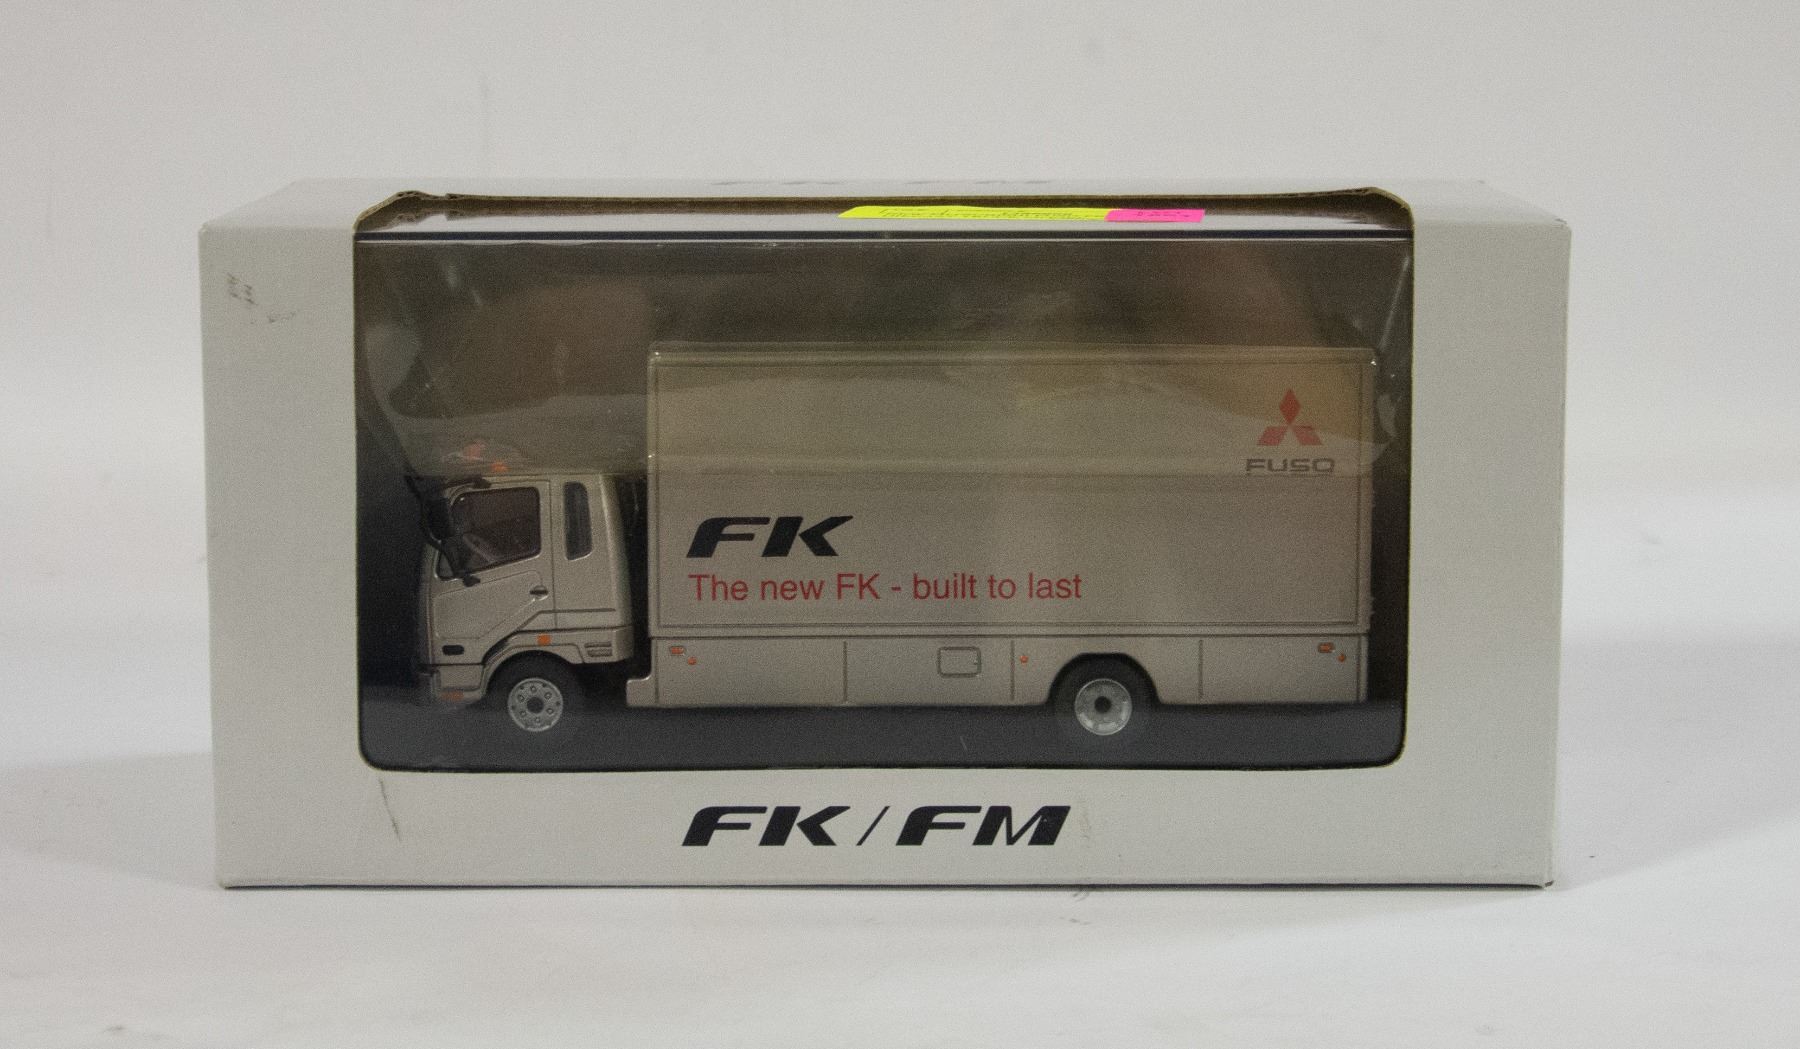 FUSO
FK
The new FK - built to last
FK / FM